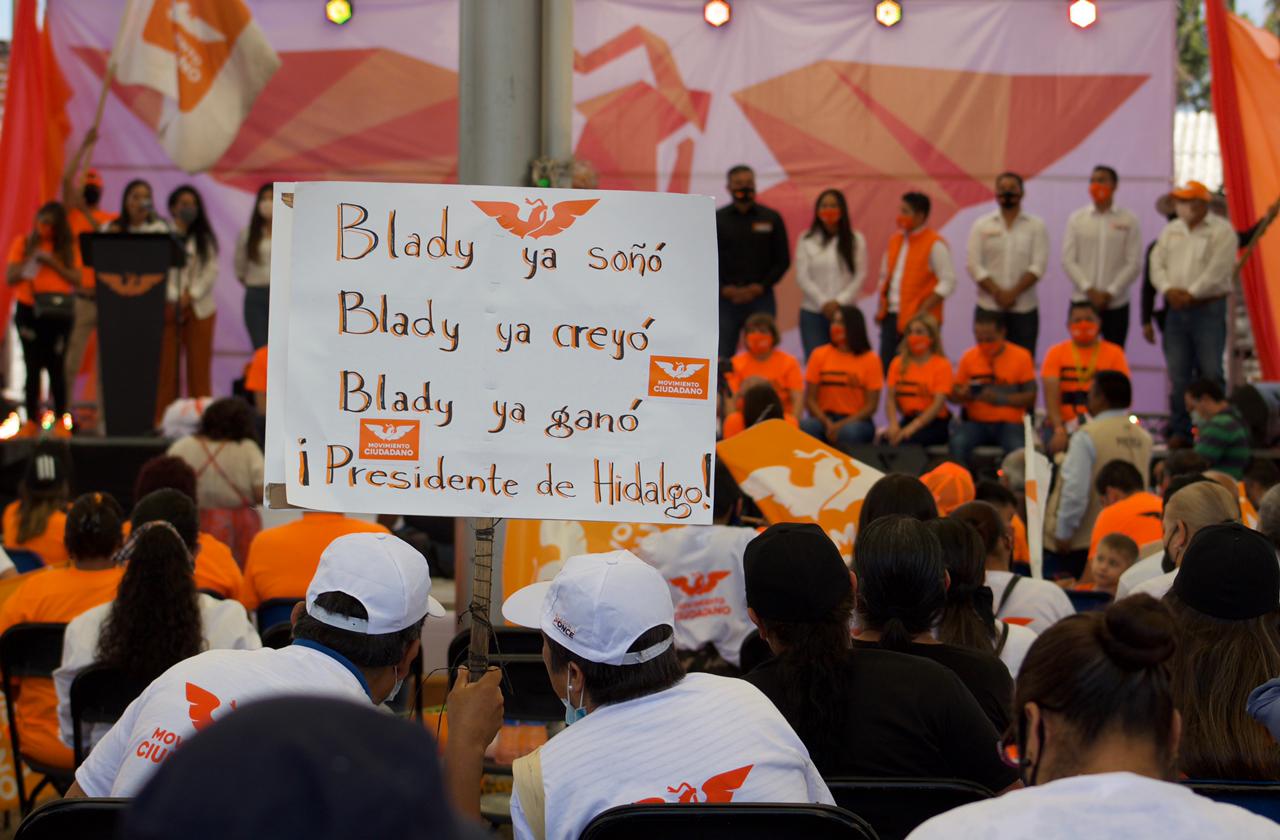 Blady ya soñó
Blady ya creyó
MOVIMIENTO
CIUDADANO
Blady ya ganó
MOVIMIENTO
CIUDADANO
¡Presidente de Hidalgo!